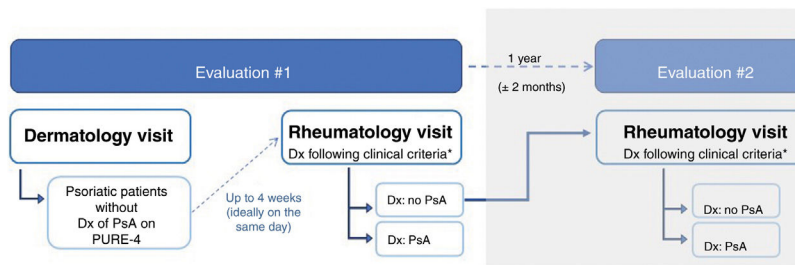 Evaluation #1
1 year
(± 2 months)
Evaluation #2
Dermatology visit
Psoriatic patients
without
Dx of PsA on
PURE-4
Up to 4 weeks
(ideally on the
same day)
Rheumatology visit
Dx following clinical criteria*
Dx: no PsA
Dx: PsA
Rheumatology visit
Dx following clinical criteria*
Dx: no PsA
Dx: PsA